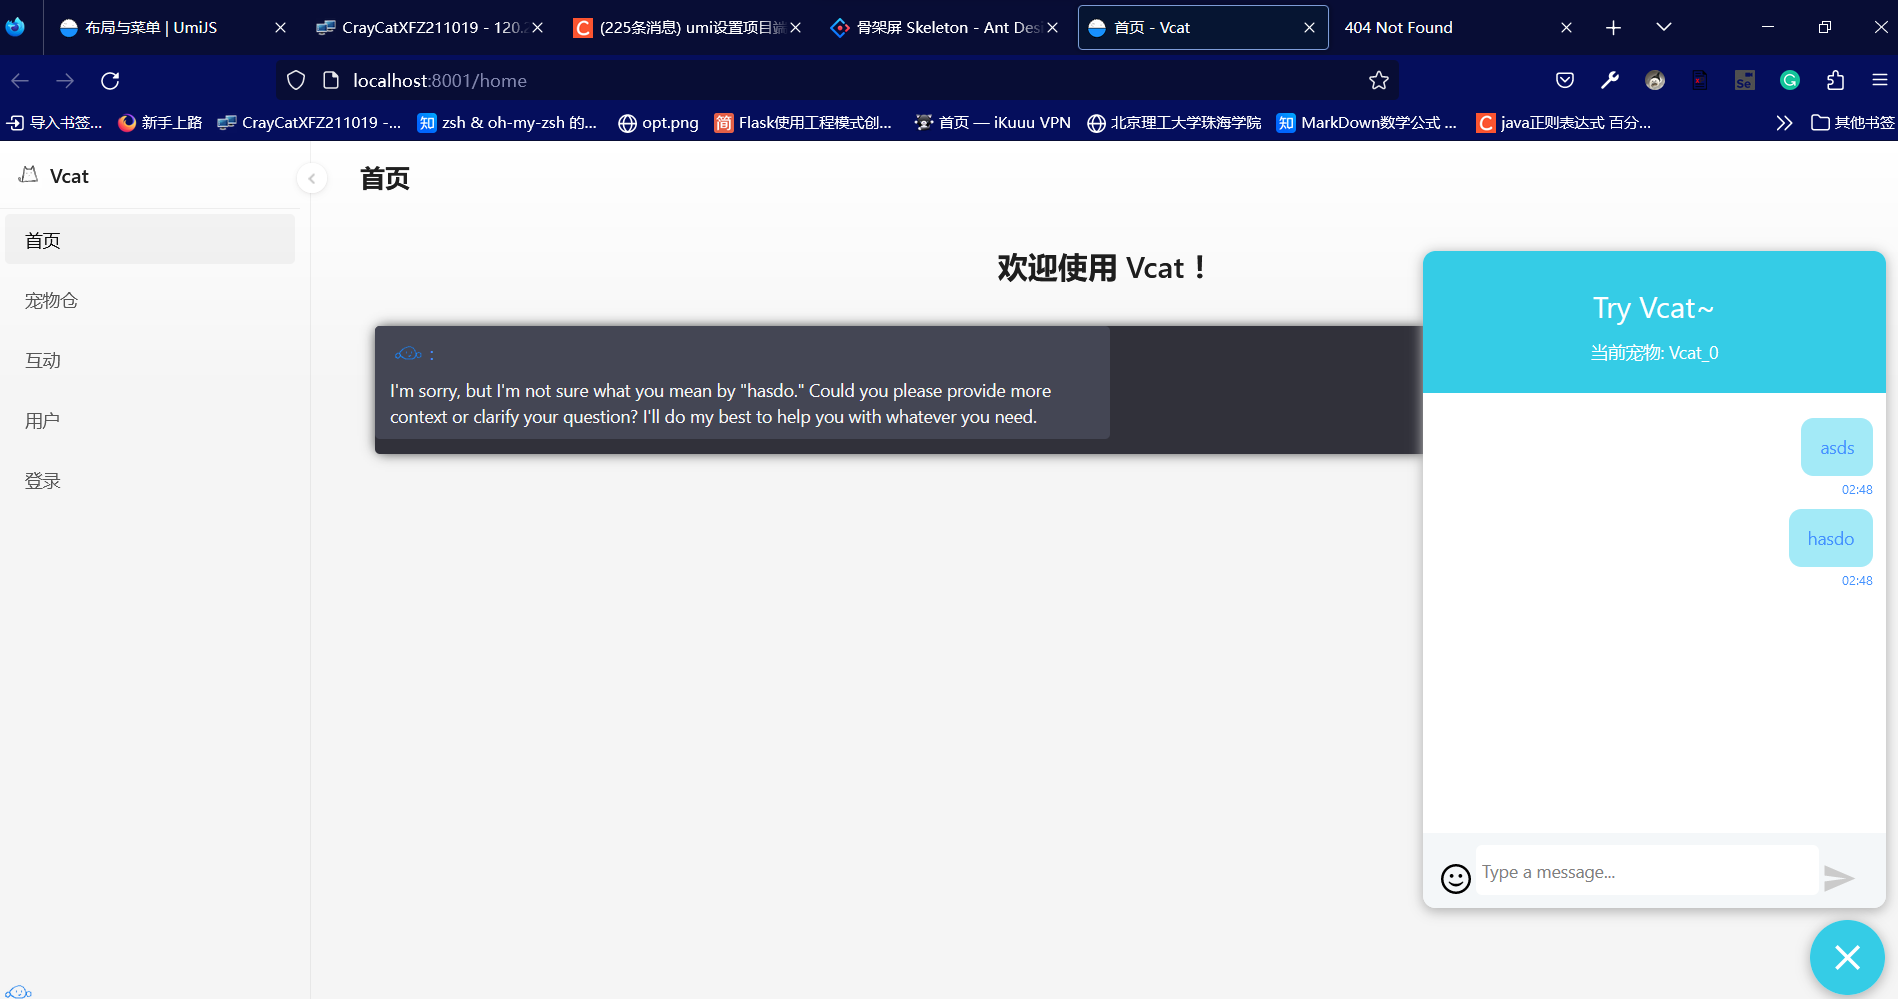 布局与菜单 | UmiJS
CrayCatXFZ211019 - 120.2
(225条消息) umi设置项目端
骨架屏 Skeleton - Ant Desi
首页 - Vcat
404 Not Found
localhost:8001/home
导入书签...
新手上路
CrayCatXFZ211019 -...
知 zsh & oh-my-zsh 的...
opt.png
简 Flask使用工程模式创...
首页 — iKuuu VPN
北京理工大学珠海学院
知 MarkDown数学公式 ...
C java正则表达式 百分...
其他书签
Vcat
首页
宠物仓
互动
用户
登录
首页
欢迎使用 Vcat！
:
I'm sorry, but I'm not sure what you mean by "hasdo." Could you please provide more
context or clarify your question? I'll do my best to help you with whatever you need.
Try Vcat~
当前宠物: Vcat_0
asds
02:48
hasdo
02:48
Type a message...